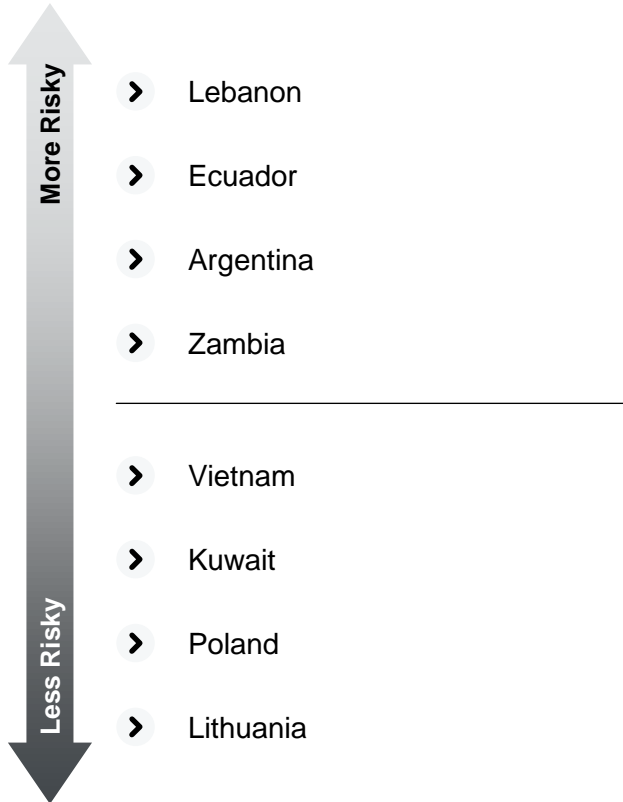 More Risky
Lebanon
Ecuador
Argentina
Zambia
Vietnam
Kuwait
Poland
Lithuania
Less Risky